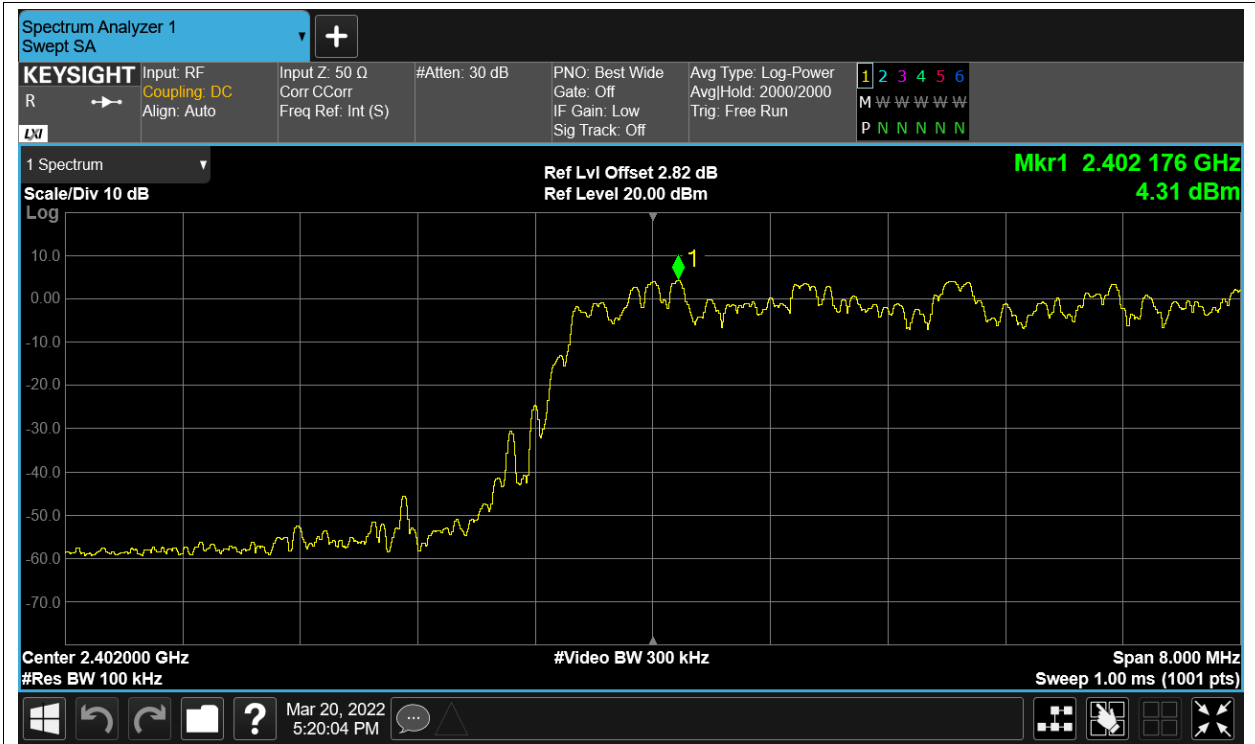 Spectrum Analyzer 1
Swept SA
KEYSIGHT
R
LXI
Input: RF
Coupling: DC
Align: Auto
Input Z: 50 Ω
Corr CCorr
Freq Ref: Int (S)
#Atten: 30 dB
PNO: Best Wide
Gate: Off
IF Gain: Low
Sig Track: Off
Avg Type: Log-Power
Avg|Hold: 2000/2000
Trig: Free Run
1 2 3 4 5 6
M W W W W W
P N N N N N
1 Spectrum
Scale/Div 10 dB
Log
Ref Lvl Offset 2.82 dB
Ref Level 20.00 dBm
Mkr1 2.402 176 GHz
4.31 dBm
1
10.0
0.00
-10.0
-20.0
-30.0
-40.0
-50.0
-60.0
-70.0
Center 2.402000 GHz
#Res BW 100 kHz
#Video BW 300 kHz
Span 8.000 MHz
Sweep 1.00 ms (1001 pts)
?
Mar 20, 2022
5:20:04 PM